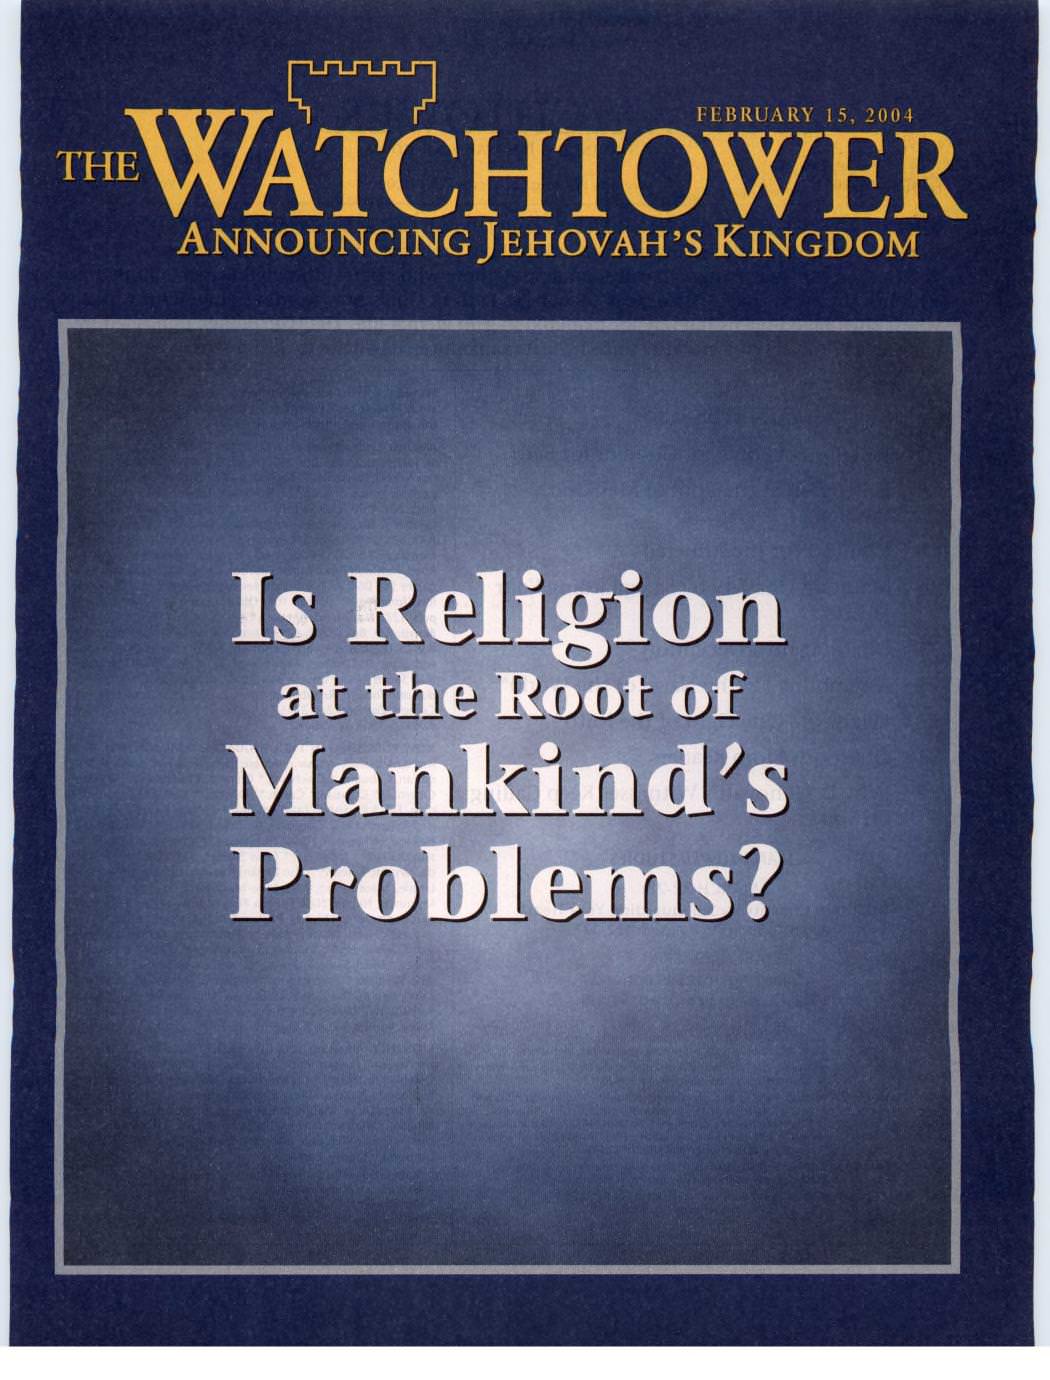 FEBRUARY 15, 2004
THE WATCHTOWER
ANNOUNCING JEHOVAH'S KINGDOM
Is Religion
at the Root of
Mankind's
Problems?